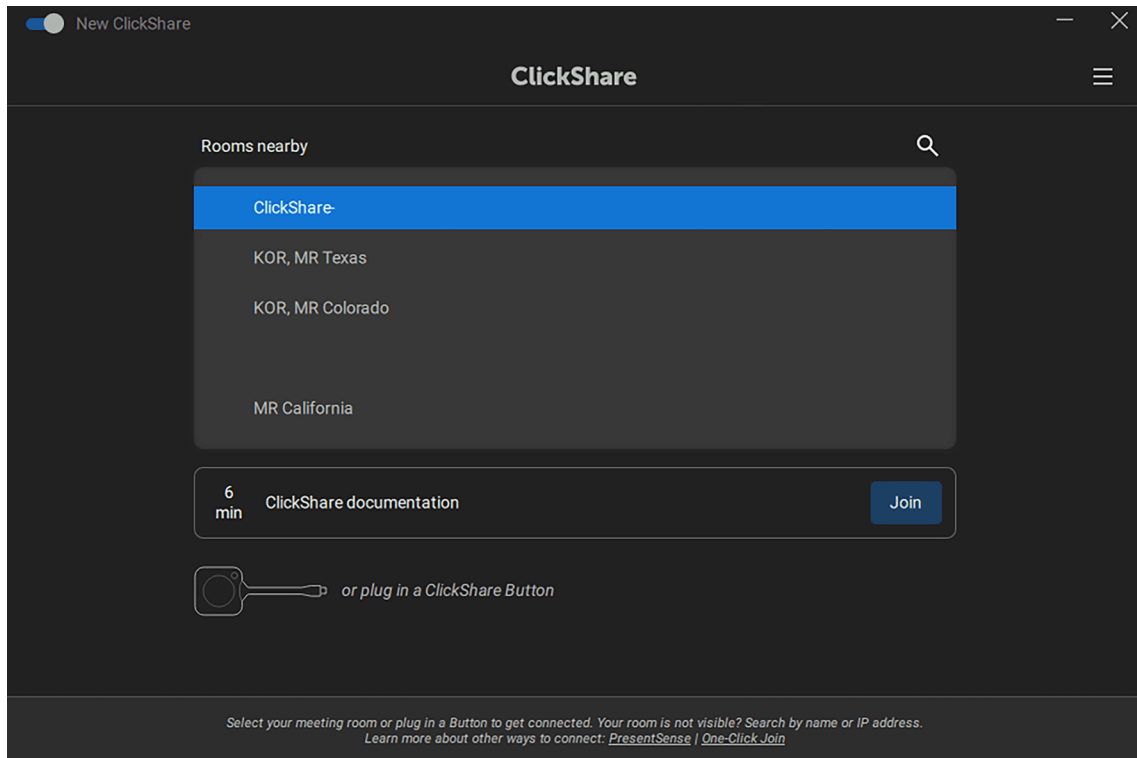 New ClickShare
ClickShare
Rooms nearby
ClickShare-
KOR, MR Texas
KOR, MR Colorado
MR California
6
min
ClickShare documentation
Join
or plug in a ClickShare Button
Select your meeting room or plug in a Button to get connected. Your room is not visible? Search by name or IP address.
Learn more about other ways to connect: PresentSense | One-Click Join